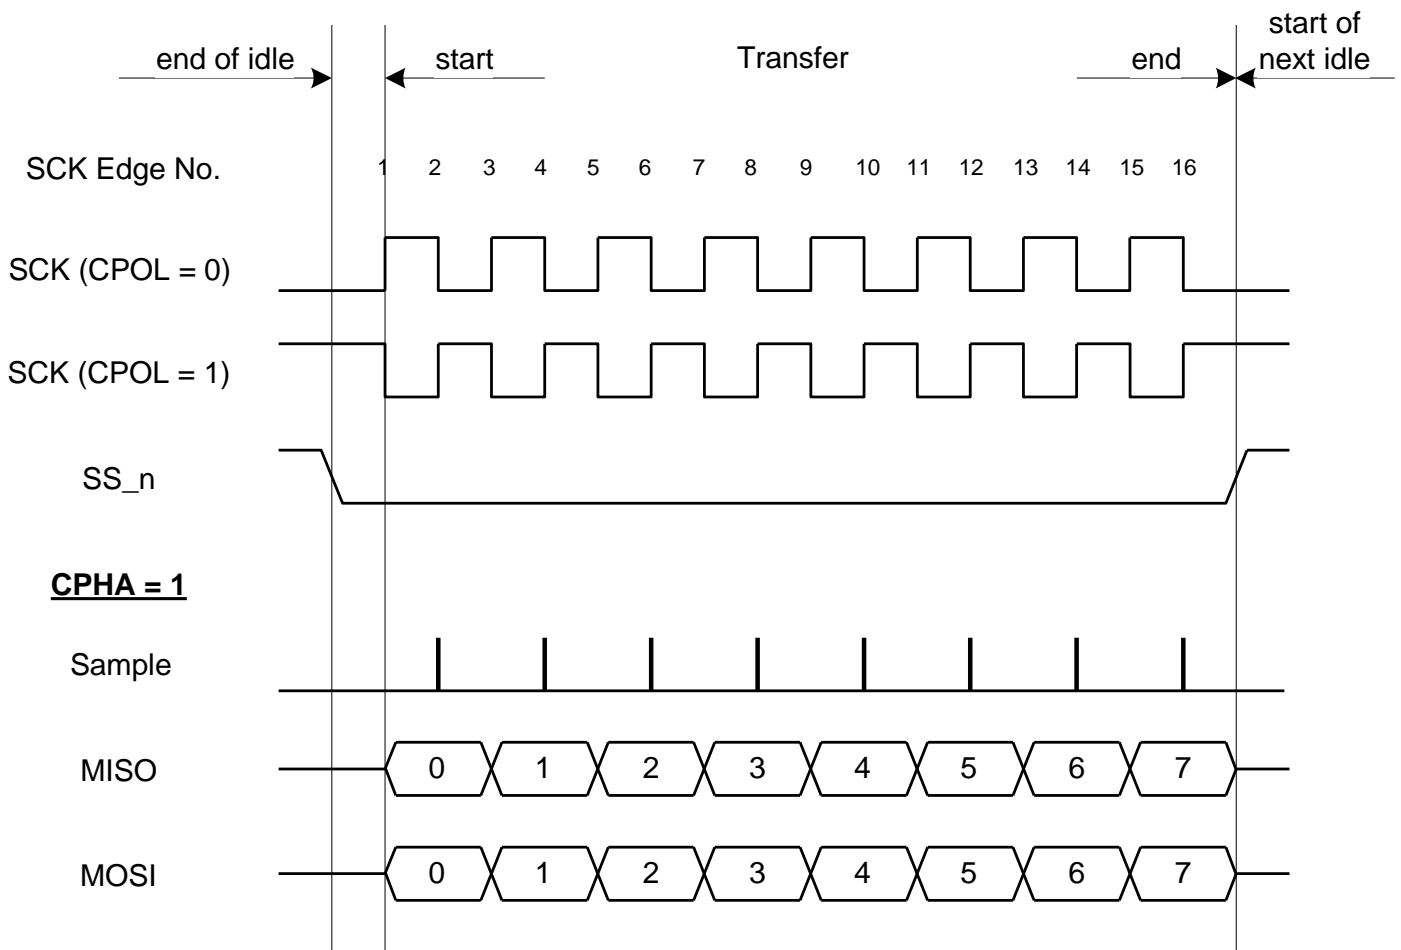 start of
end of idle start Transfer end next idle
SCK Edge No. 1 2 3 4 5 6 7 8 9 10 11 12 13 14 15 16
SCK (CPOL = 0)
SCK (CPOL = 1)
SS_n
CPHA = 1
Sample
MISO 0 1 2 3 4 5 6 7
MOSI 0 1 2 3 4 5 6 7